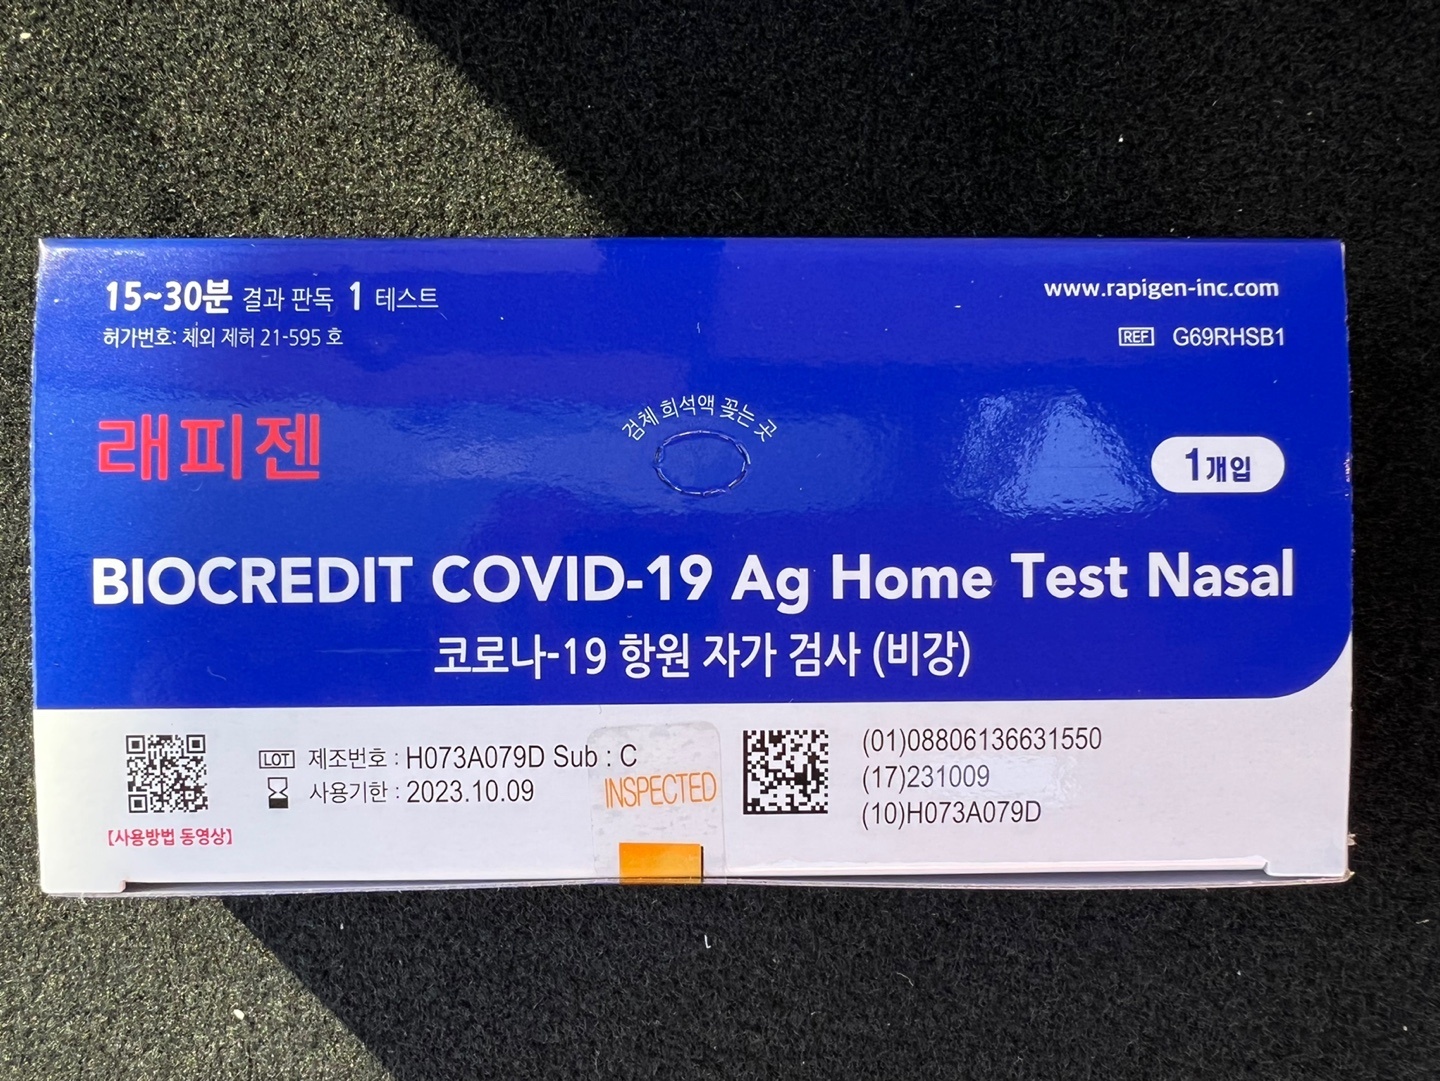 15~30분 결과 판독 1 테스트
허가번호: 체외 제허 21-595 호
www.rapigen-inc.com
REF G69RHSB1
래피젠
검체 희석액 꽂는 곳
1개입
BIOCREDIT COVID-19 Ag Home Test Nasal
코로나-19 항원 자가 검사 (비강)
[사용방법 동영상]
LOT 제조번호 : H073A079D Sub : C
사용기한 : 2023.10.09
INSPECTED
(01)08806136631550
(17)231009
(10)H073A079D